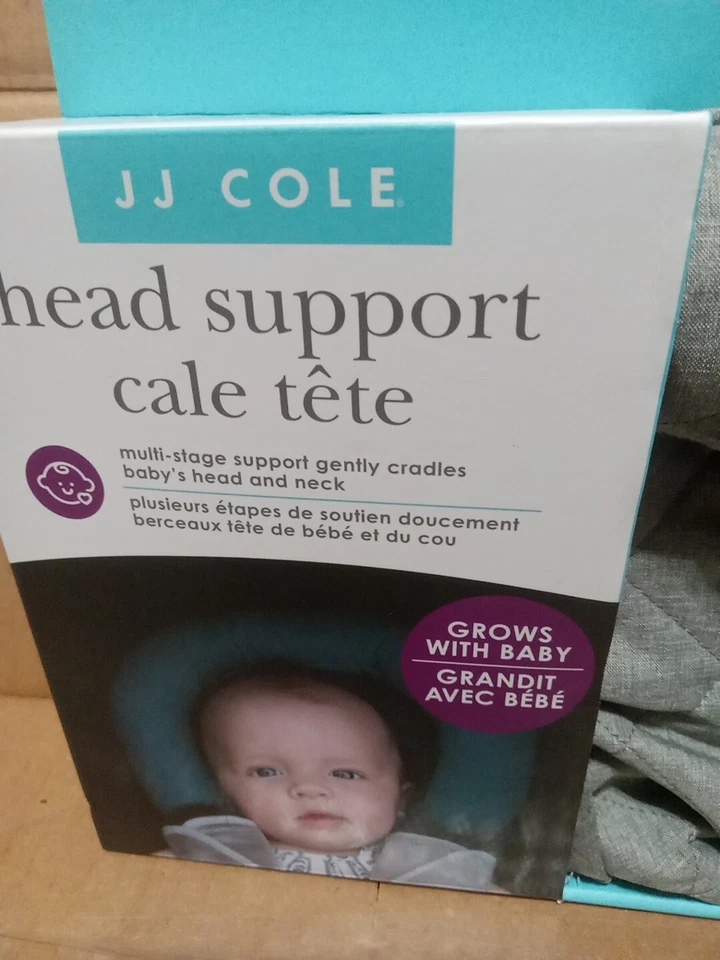 JJ COLE
head support
cale tête
multi-stage support gently cradles
baby's head and neck
plusieurs étapes de soutien doucement
berceaux tête de bébé et du cou
GROWS
WITH BABY
GRANDIT
AVEC BÉBÉ